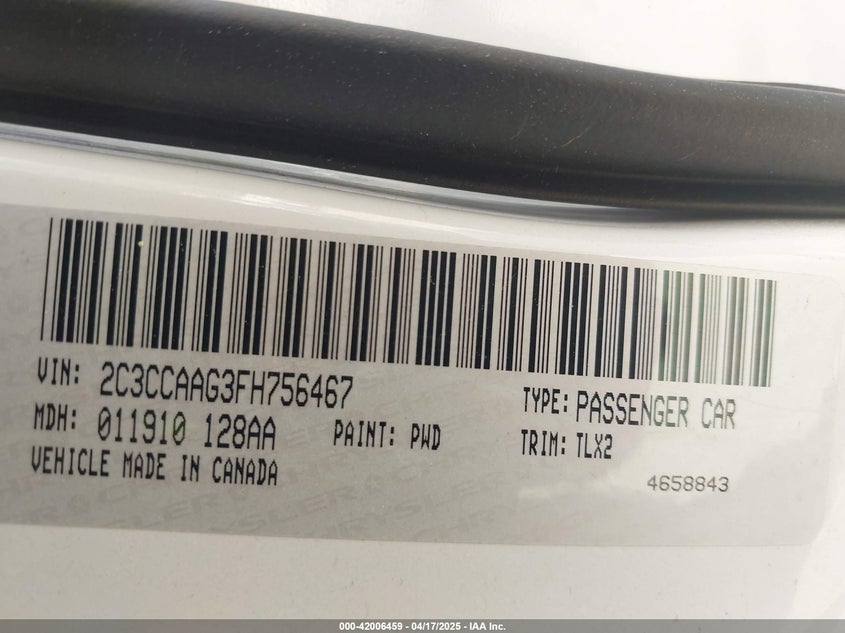 VIN: 2C3CCAAG3FH756467
TYPE: PASSENGER CAR
MDH: 011910 128AA
PAINT: PWD
TRIM: TLX2
VEHICLE MADE IN CANADA
4658843
000-42006459 - 04/17/2025 - IAA Inc.